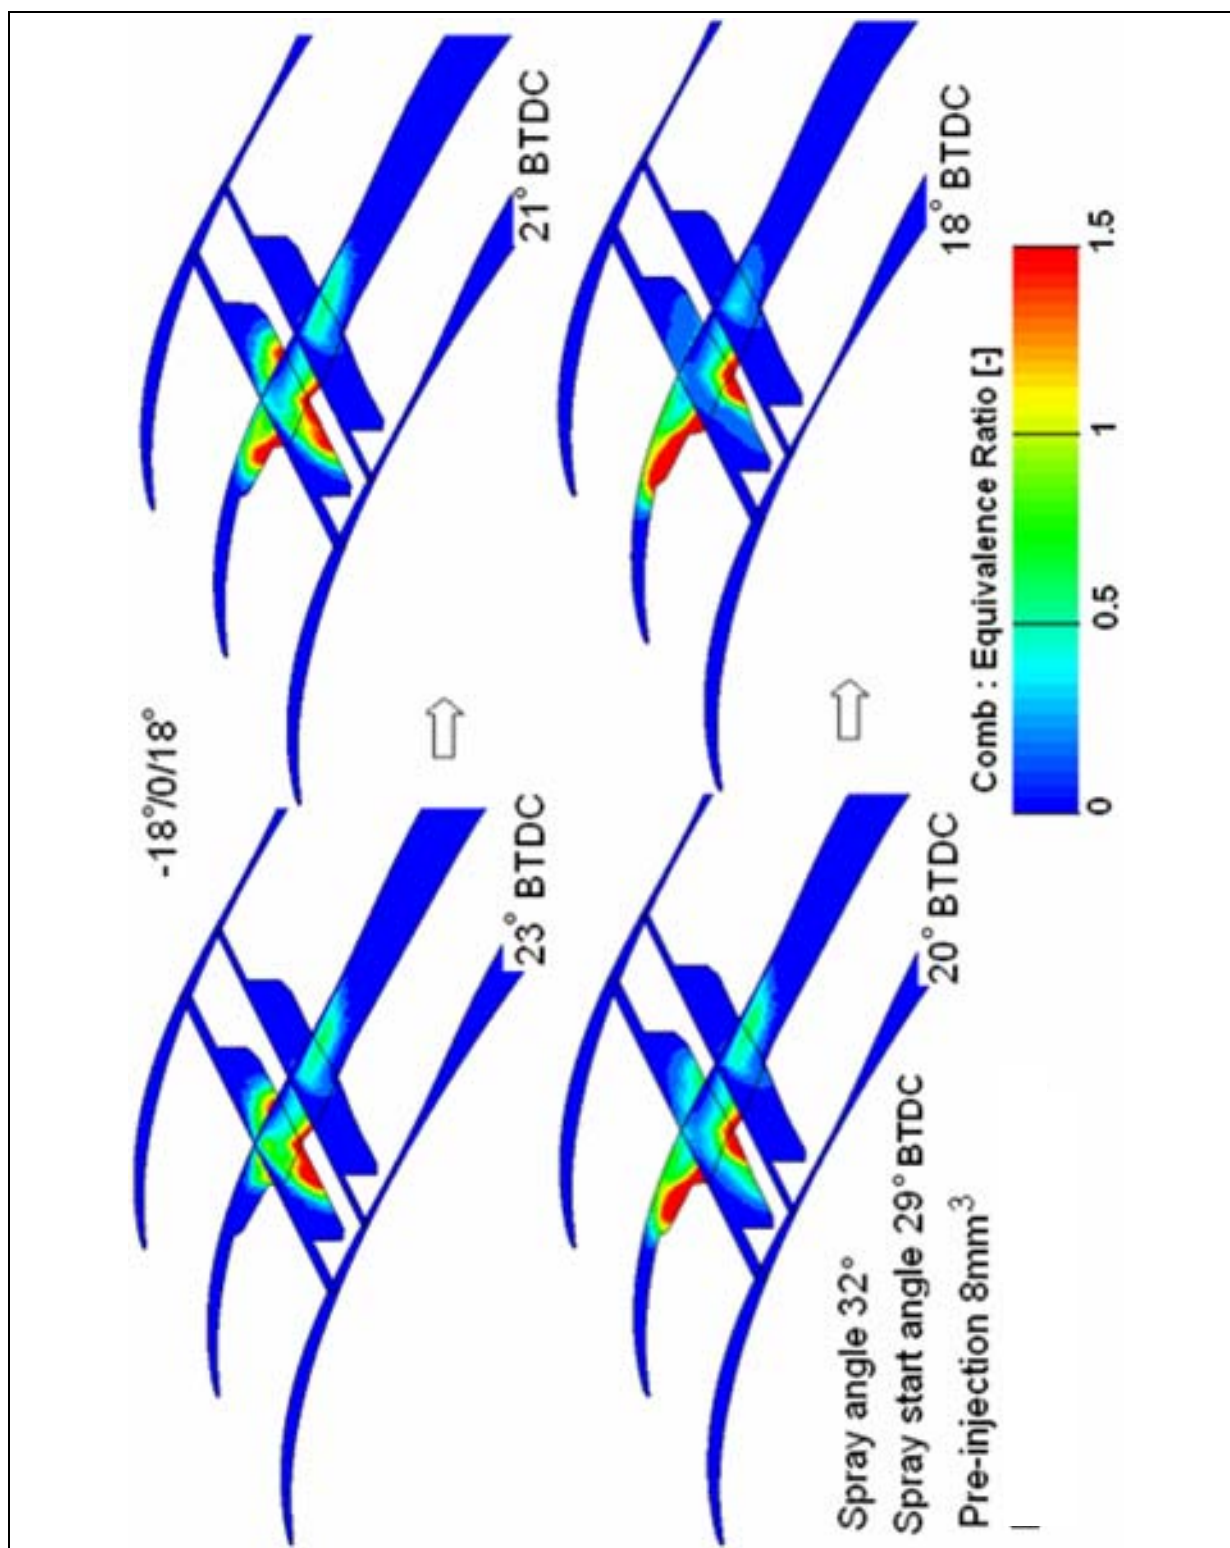 -18°/0/18°
23° BTDC
21° BTDC
20° BTDC
18° BTDC
Spray angle 32°
Spray start angle 29° BTDC
Pre-injection 8mm³
Comb : Equivalence Ratio [-]
0
0.5
1
1.5